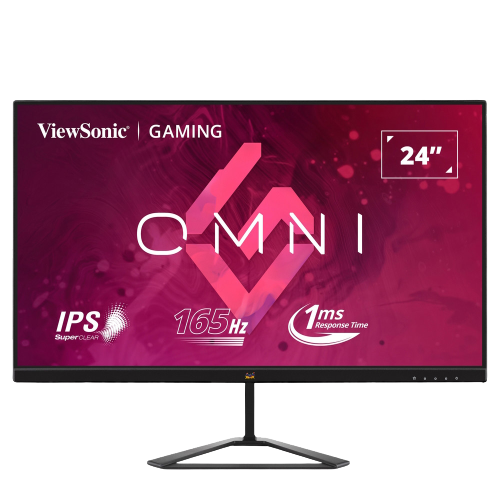 ViewSonic® | GAMING
24"
OMNI
IPS
SuperCLEAR
165Hz
1ms
Response Time